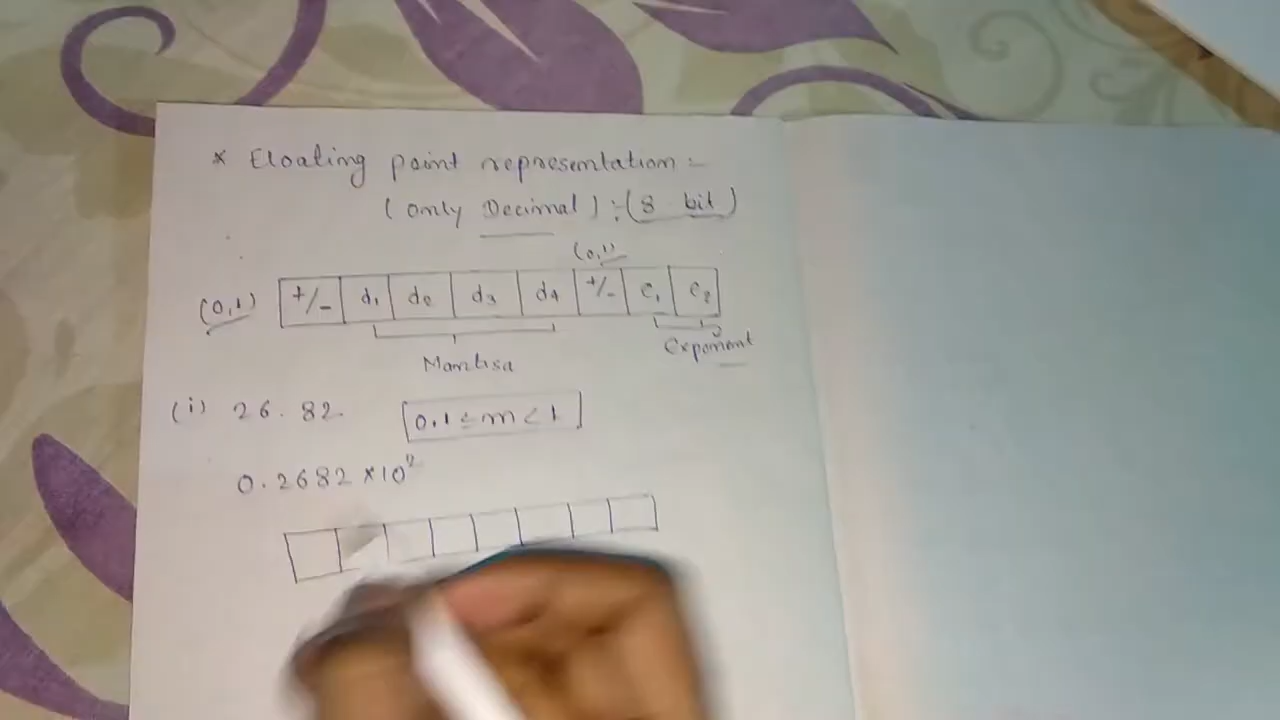 * Floating point representation :-
(only Decimal) :- (8 bit)
(0,1)
(0,1) +/- d1 d2 d3 d4 +/- e1 e2
Mantisa Exponent
(i) 26.82 0.1 ≤ m < 1
0.2682 × 10²